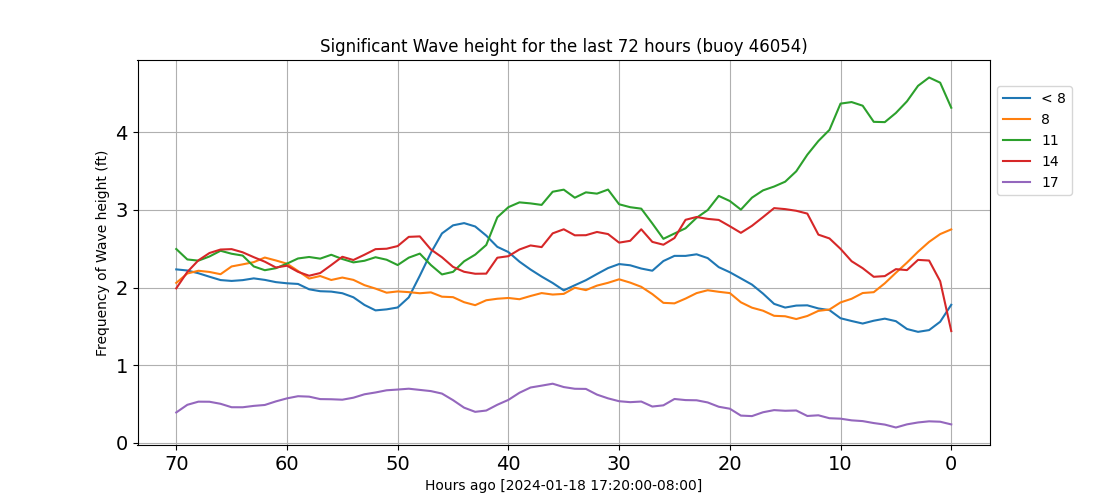 Significant Wave height for the last 72 hours (buoy 46054)
Frequency of Wave height (ft)
4
3
2
1
0
70 60 50 40 30 20 10 0
Hours ago [2024-01-18 17:20:00-08:00]
< 8
8
11
14
17